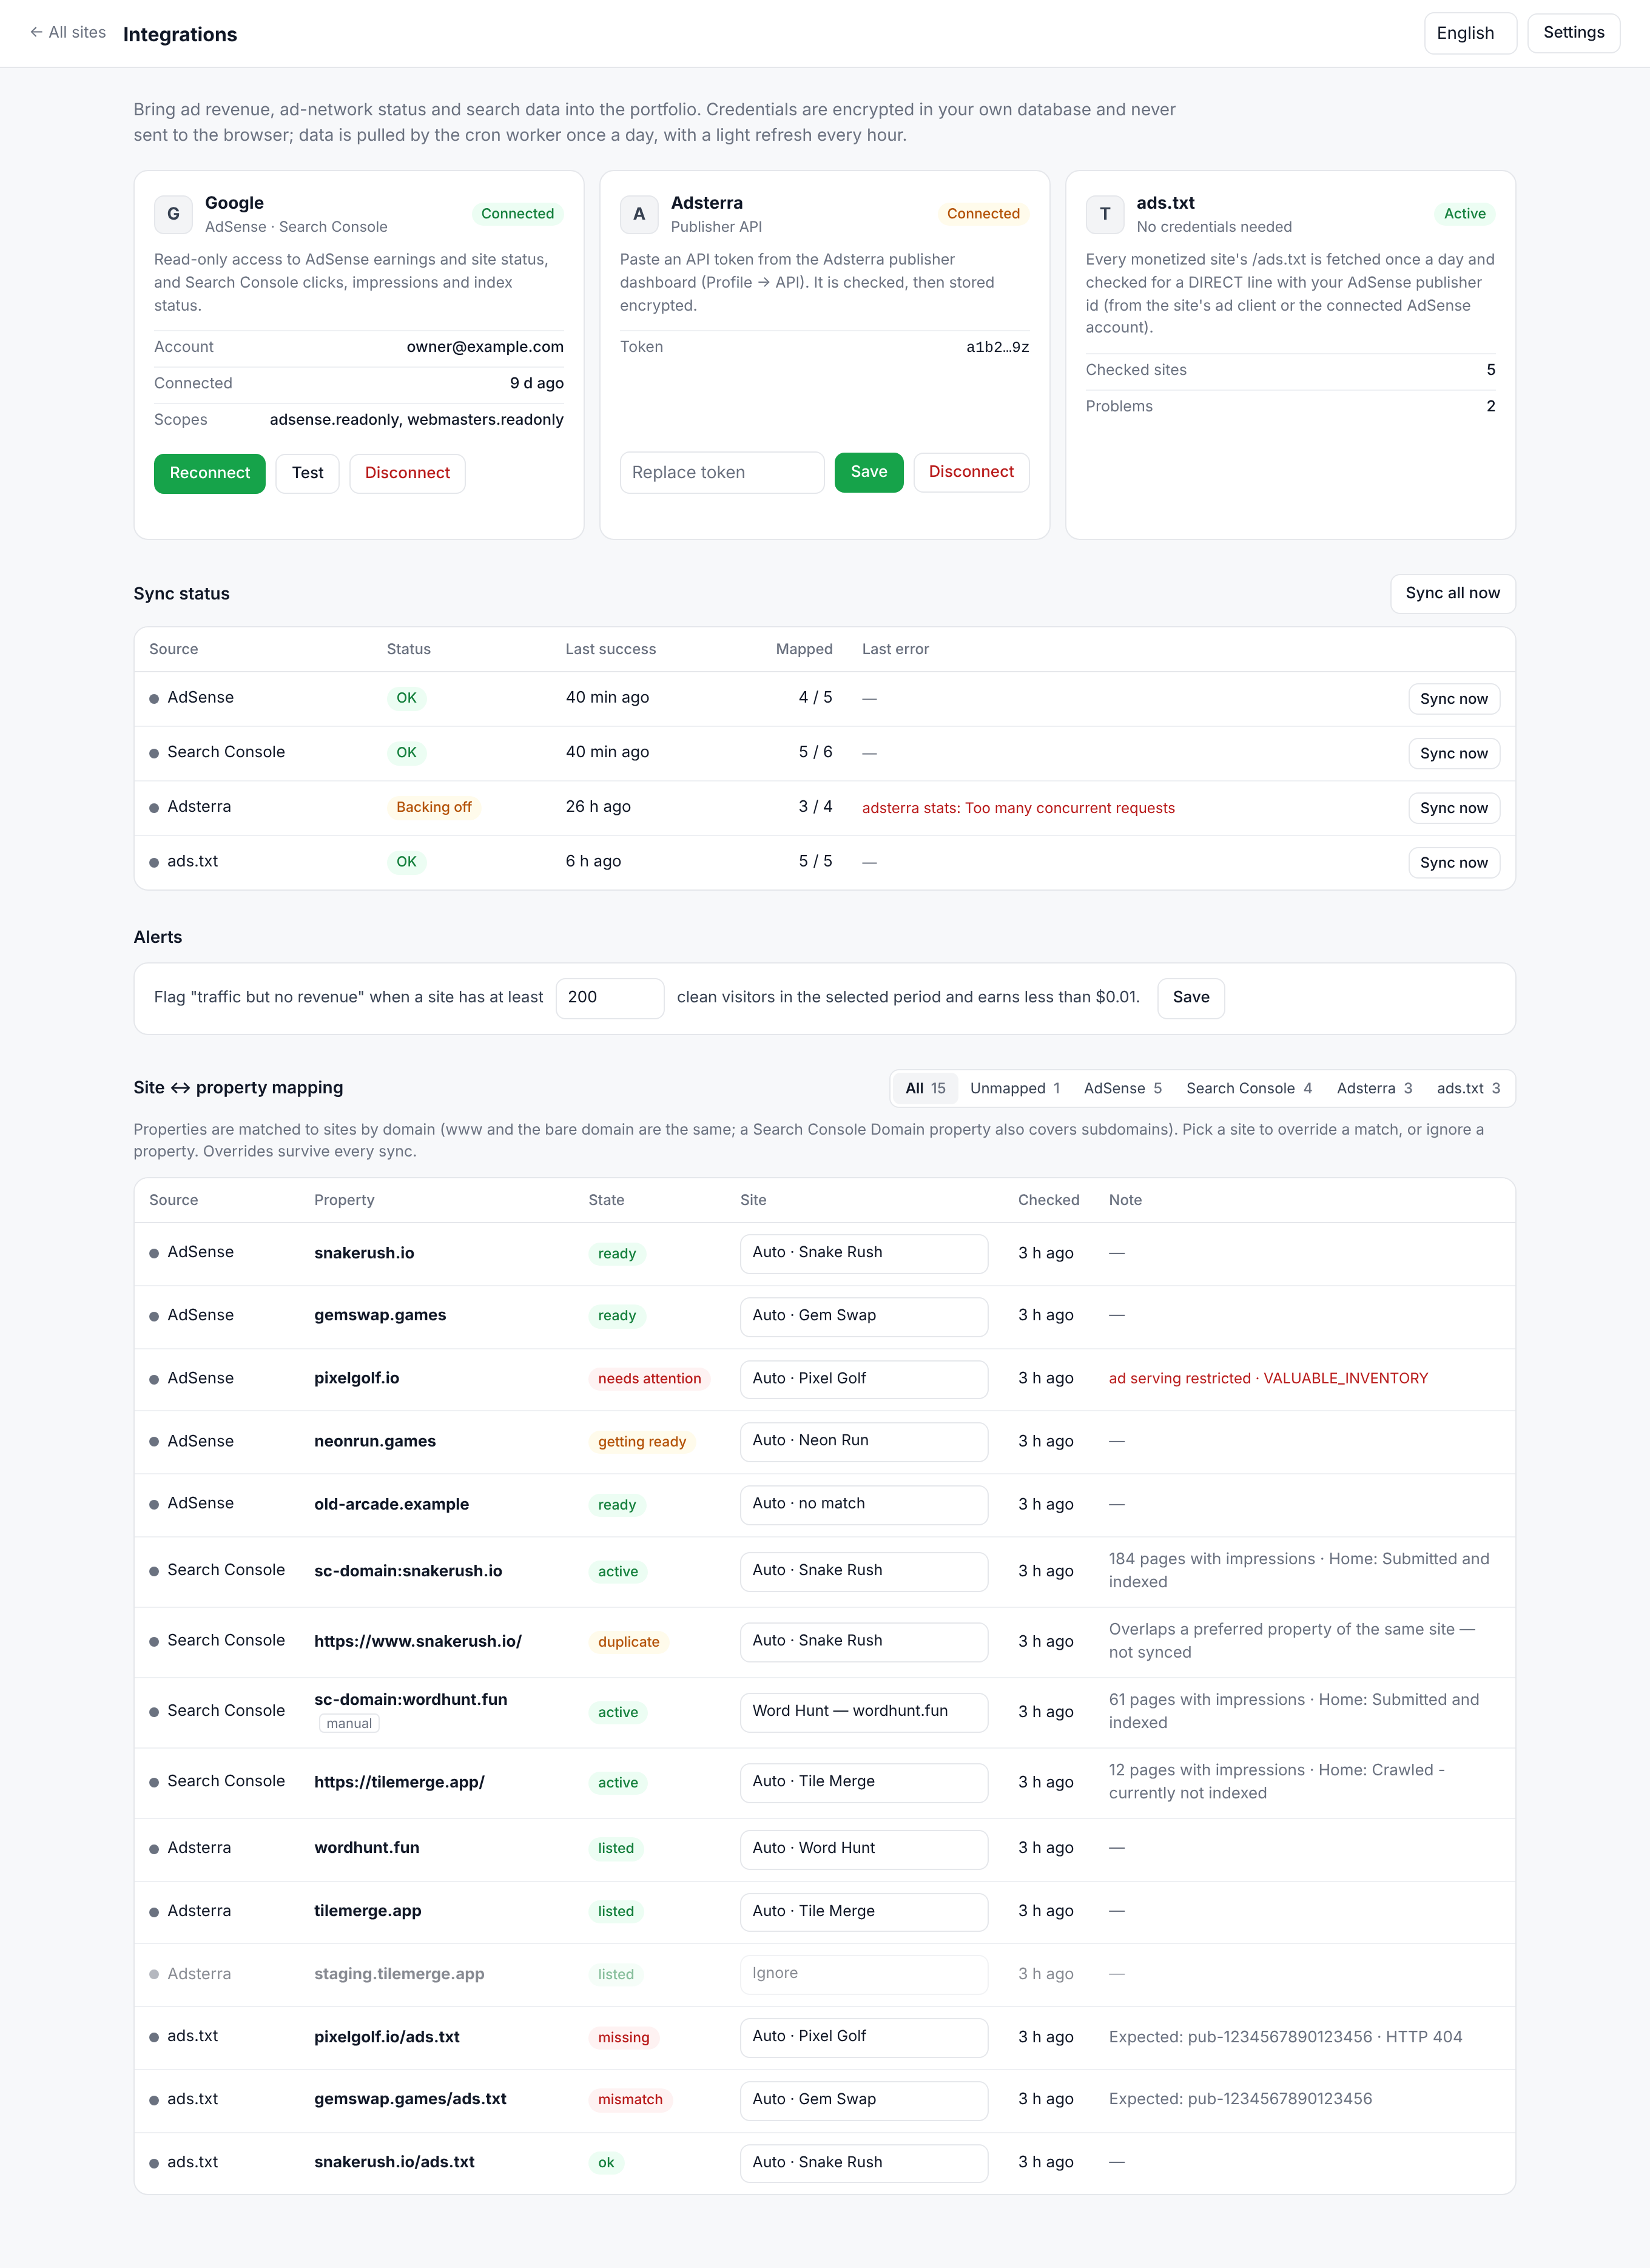 ← All sites Integrations English Settings
Bring ad revenue, ad-network status and search data into the portfolio. Credentials are encrypted in your own database and never
sent to the browser; data is pulled by the cron worker once a day, with a light refresh every hour.
G Google Connected
AdSense · Search Console
Read-only access to AdSense earnings and site status,
and Search Console clicks, impressions and index
status.
Account owner@example.com
Connected 9 d ago
Scopes adsense.readonly, webmasters.readonly
Reconnect Test Disconnect
A Adsterra Connected
Publisher API
Paste an API token from the Adsterra publisher
dashboard (Profile → API). It is checked, then stored
encrypted.
Token a1b2…9z
Replace token Save Disconnect
T ads.txt Active
No credentials needed
Every monetized site's /ads.txt is fetched once a day and
checked for a DIRECT line with your AdSense publisher
id (from the site's ad client or the connected AdSense
account).
Checked sites 5
Problems 2
Sync status Sync all now
Source Status Last success Mapped Last error
AdSense OK 40 min ago 4 / 5 — Sync now
Search Console OK 40 min ago 5 / 6 — Sync now
Adsterra Backing off 26 h ago 3 / 4 adsterra stats: Too many concurrent requests Sync now
ads.txt OK 6 h ago 5 / 5 — Sync now
Alerts
Flag "traffic but no revenue" when a site has at least 200 clean visitors in the selected period and earns less than $0.01. Save
Site ↔ property mapping All 15 Unmapped 1 AdSense 5 Search Console 4 Adsterra 3 ads.txt 3
Properties are matched to sites by domain (www and the bare domain are the same; a Search Console Domain property also covers subdomains). Pick a site to override a match, or ignore a
property. Overrides survive every sync.
Source Property State Site Checked Note
AdSense snakerush.io ready Auto · Snake Rush 3 h ago —
AdSense gemswap.games ready Auto · Gem Swap 3 h ago —
AdSense pixelgolf.io needs attention Auto · Pixel Golf 3 h ago ad serving restricted · VALUABLE_INVENTORY
AdSense neonrun.games getting ready Auto · Neon Run 3 h ago —
AdSense old-arcade.example ready Auto · no match 3 h ago —
Search Console sc-domain:snakerush.io active Auto · Snake Rush 3 h ago 184 pages with impressions · Home: Submitted and
indexed
Search Console https://www.snakerush.io/ duplicate Auto · Snake Rush 3 h ago Overlaps a preferred property of the same site —
not synced
Search Console sc-domain:wordhunt.fun active Word Hunt — wordhunt.fun 3 h ago 61 pages with impressions · Home: Submitted and
manual indexed
Search Console https://tilemerge.app/ active Auto · Tile Merge 3 h ago 12 pages with impressions · Home: Crawled -
currently not indexed
Adsterra wordhunt.fun listed Auto · Word Hunt 3 h ago —
Adsterra tilemerge.app listed Auto · Tile Merge 3 h ago —
Adsterra staging.tilemerge.app listed Ignore 3 h ago —
ads.txt pixelgolf.io/ads.txt missing Auto · Pixel Golf 3 h ago Expected: pub-1234567890123456 · HTTP 404
ads.txt gemswap.games/ads.txt mismatch Auto · Gem Swap 3 h ago Expected: pub-1234567890123456
ads.txt snakerush.io/ads.txt ok Auto · Snake Rush 3 h ago —